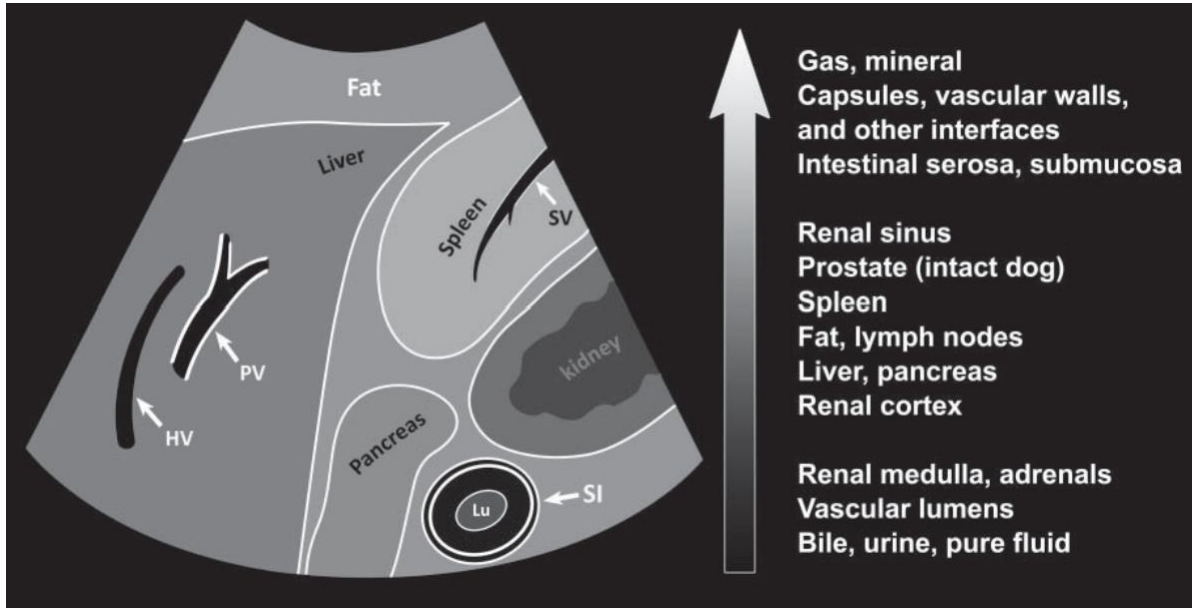 Fat
Liver
Spleen
SV
PV
HV
kidney
Pancreas
SI
Lu
Gas, mineral
Capsules, vascular walls,
and other interfaces
Intestinal serosa, submucosa
Renal sinus
Prostate (intact dog)
Spleen
Fat, lymph nodes
Liver, pancreas
Renal cortex
Renal medulla, adrenals
Vascular lumens
Bile, urine, pure fluid